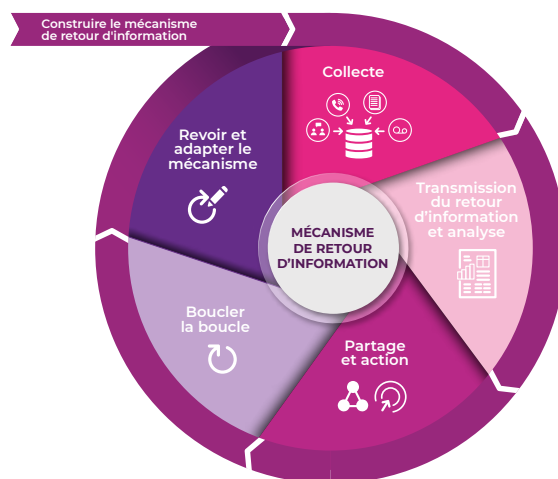 Construire le mécanisme
de retour d'information
Collecte
Transmission
du retour
d'information
et analyse
Partage
et action
Boucler
la boucle
Revoir et
adapter le
mécanisme
MÉCANISME
DE RETOUR
D'INFORMATION